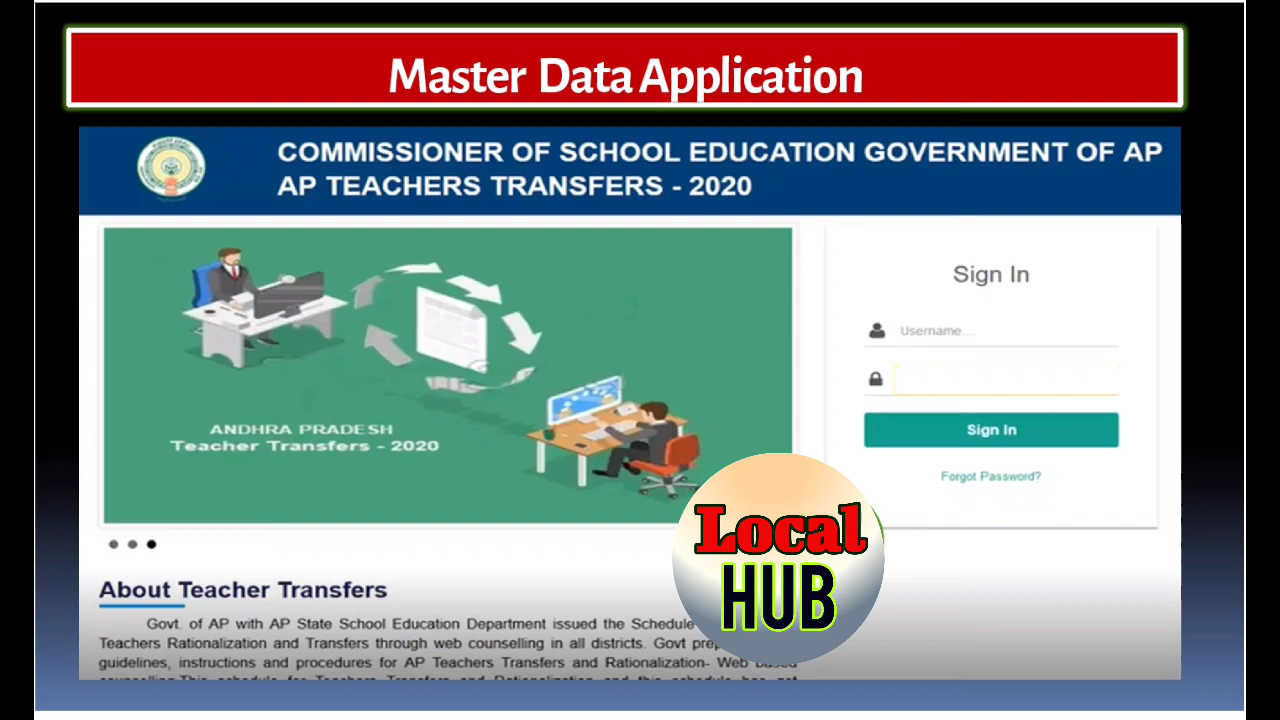 Master Data Application
COMMISSIONER OF SCHOOL EDUCATION GOVERNMENT OF AP
AP TEACHERS TRANSFERS - 2020
Sign In
Username....
Sign In
Forgot Password?
ANDHRA PRADESH
Teacher Transfers - 2020
Local
HUB
About Teacher Transfers
Govt. of AP with AP State School Education Department issued the Schedule
Teachers Rationalization and Transfers through web counselling in all districts. Govt
guidelines, instructions and procedures for AP Teachers Transfers and Rationalization- Web